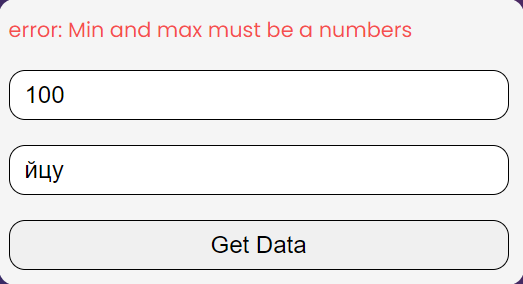 error: Min and max must be a numbers
100
йцу
Get Data